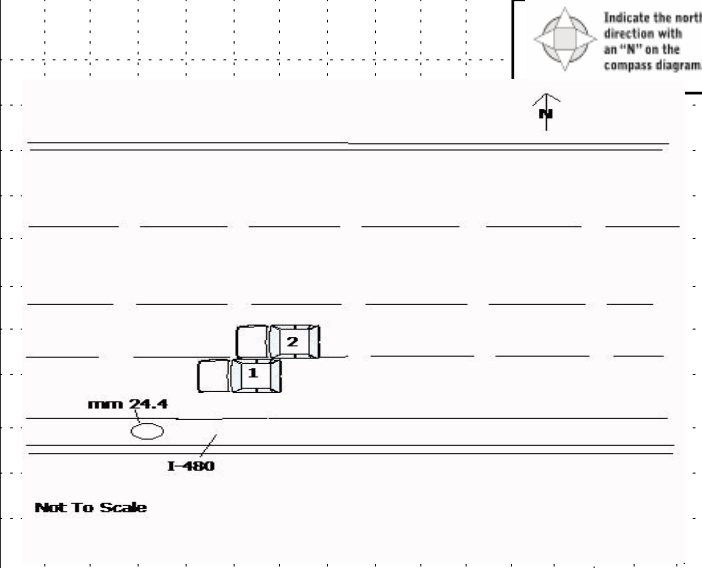 Indicate the north
direction with
an "N" on the
compass diagram.
N
2
1
mm 24.4
I-480
Not To Scale